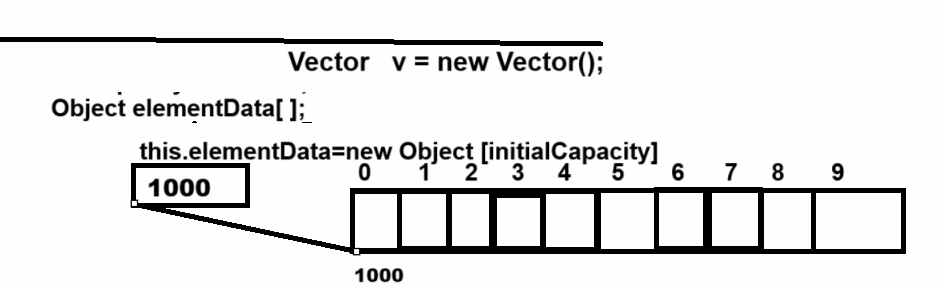 Vector v = new Vector();
Object elementData[ ];
this.elementData=new Object [initialCapacity]
0 1 2 3 4 5 6 7 8 9
1000
1000